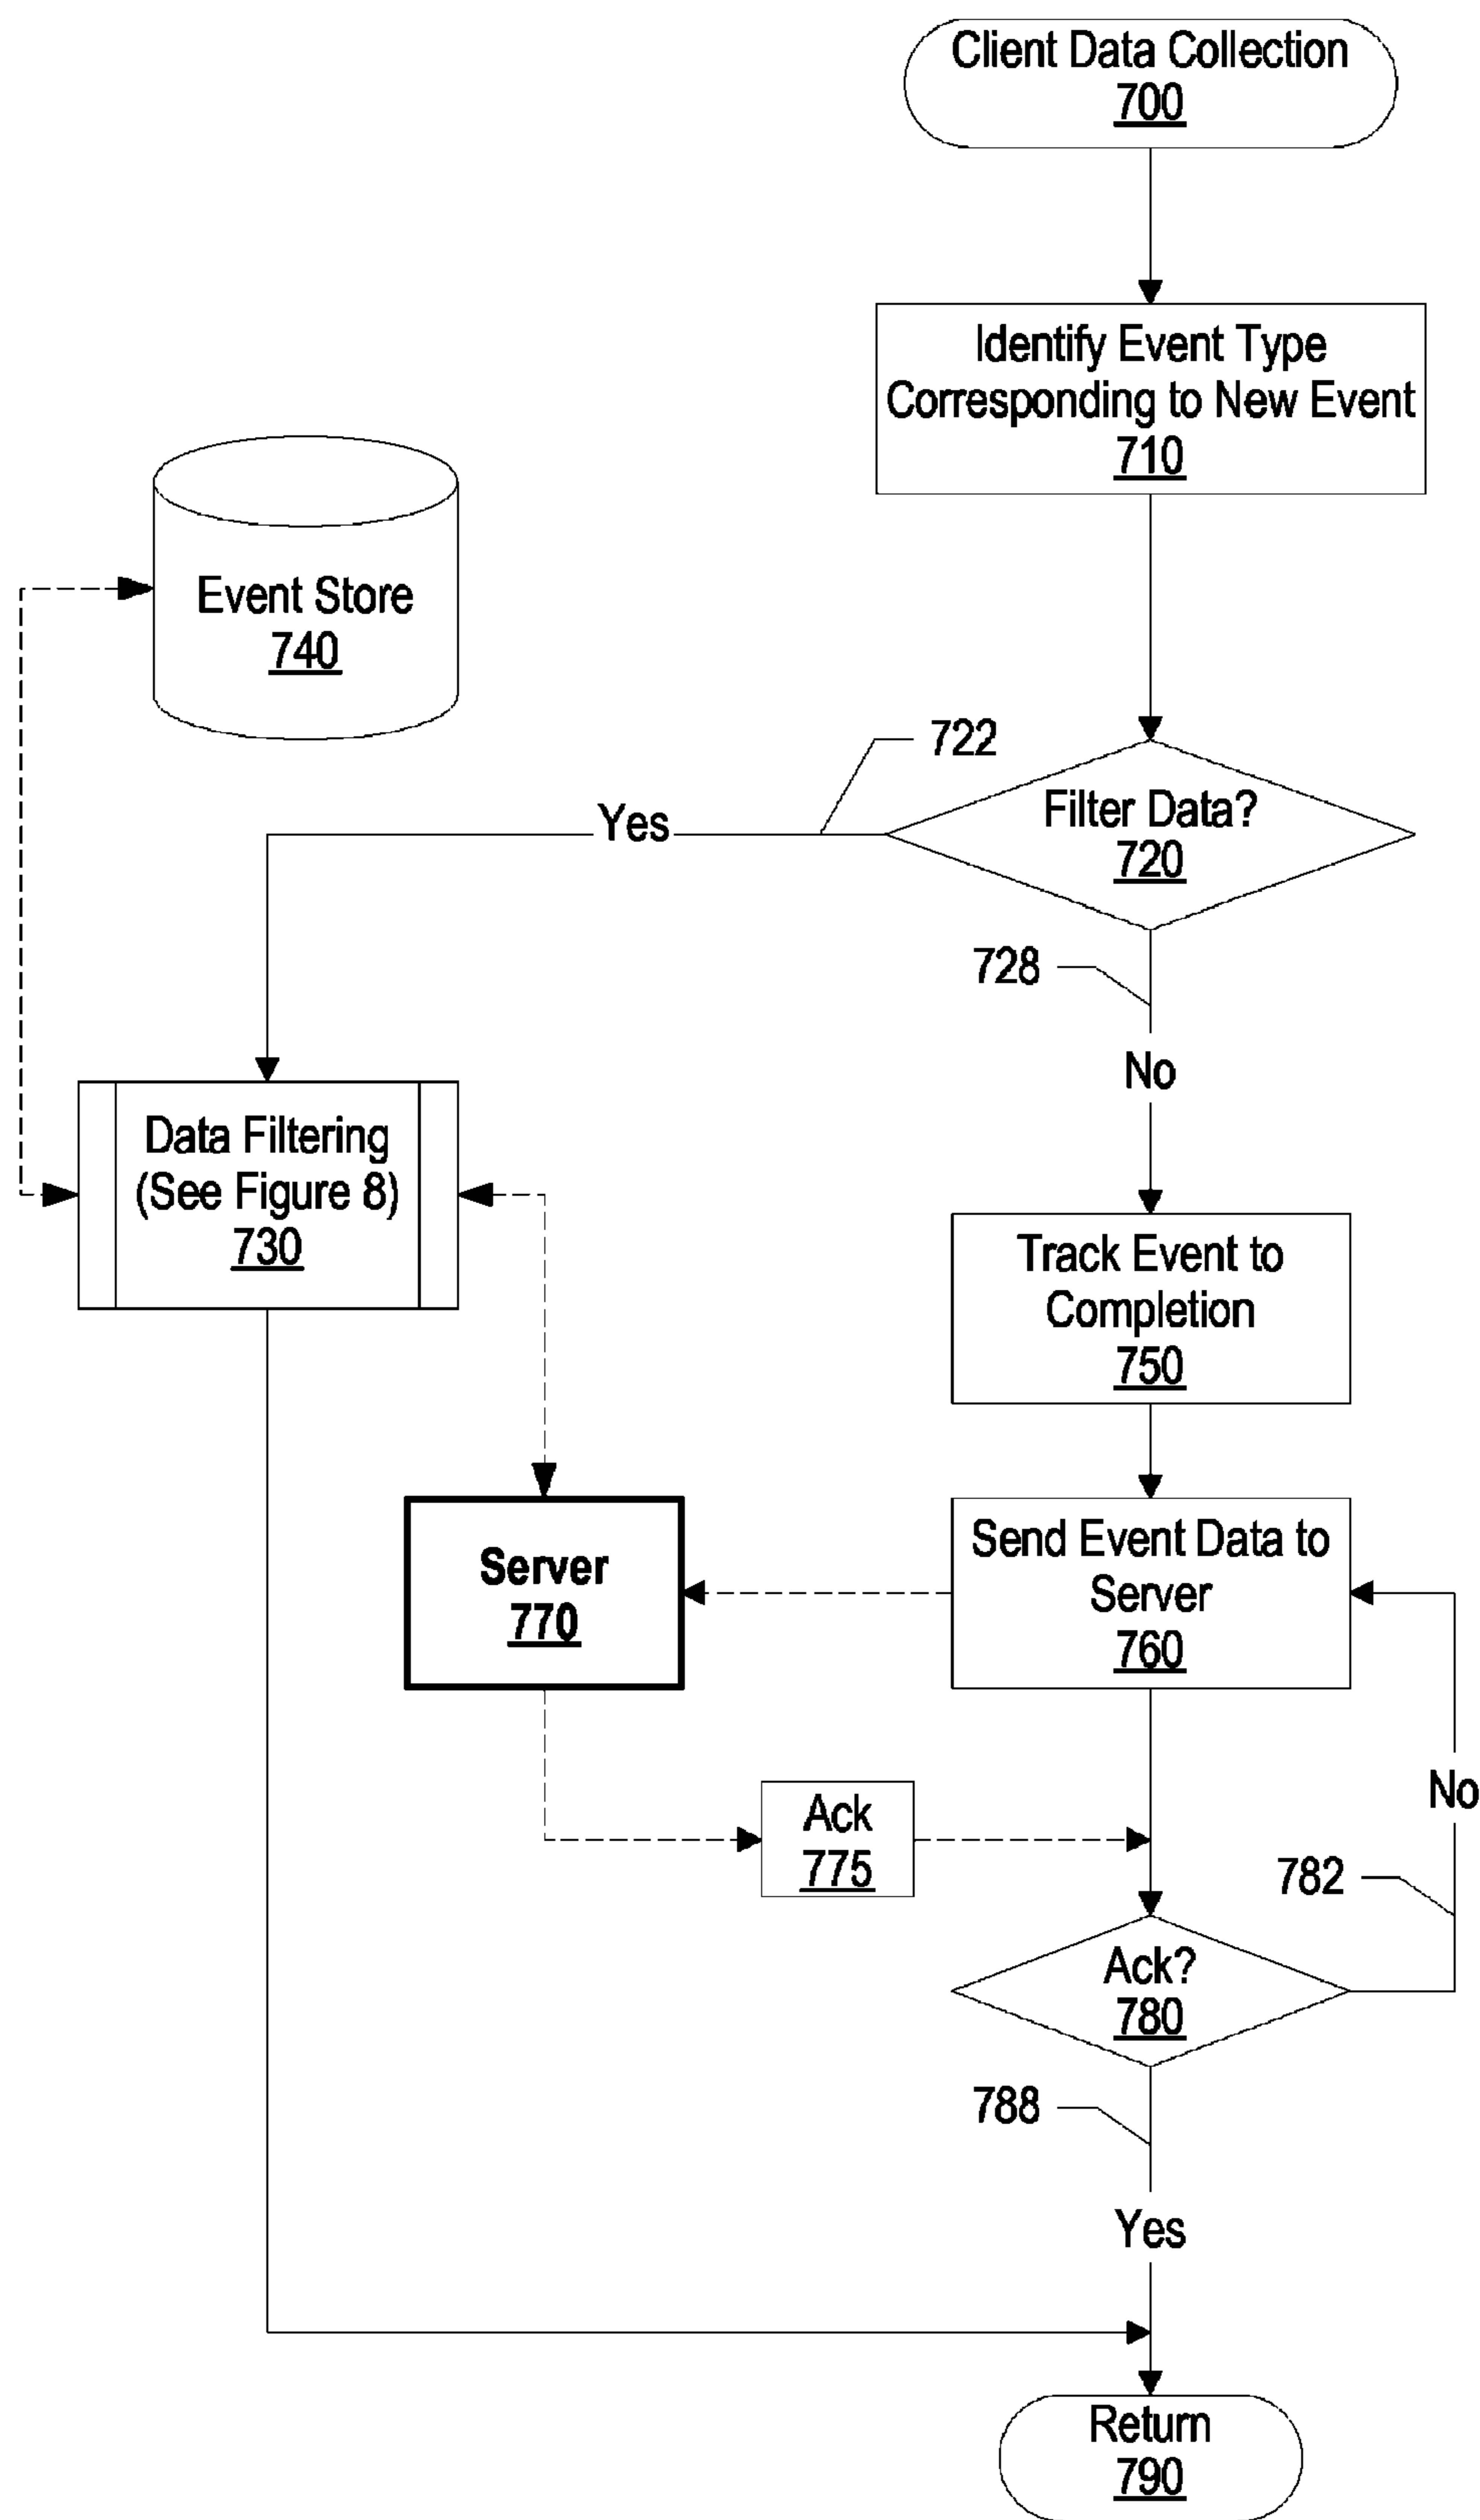 Client Data Collection
700
Identify Event Type
Corresponding to New Event
710
Event Store
740
722
Yes
Filter Data?
720
728
No
Data Filtering
(See Figure 8)
730
Track Event to
Completion
750
Server
770
Send Event Data to
Server
760
No
Ack
775
782
Ack?
780
788
Yes
Return
790